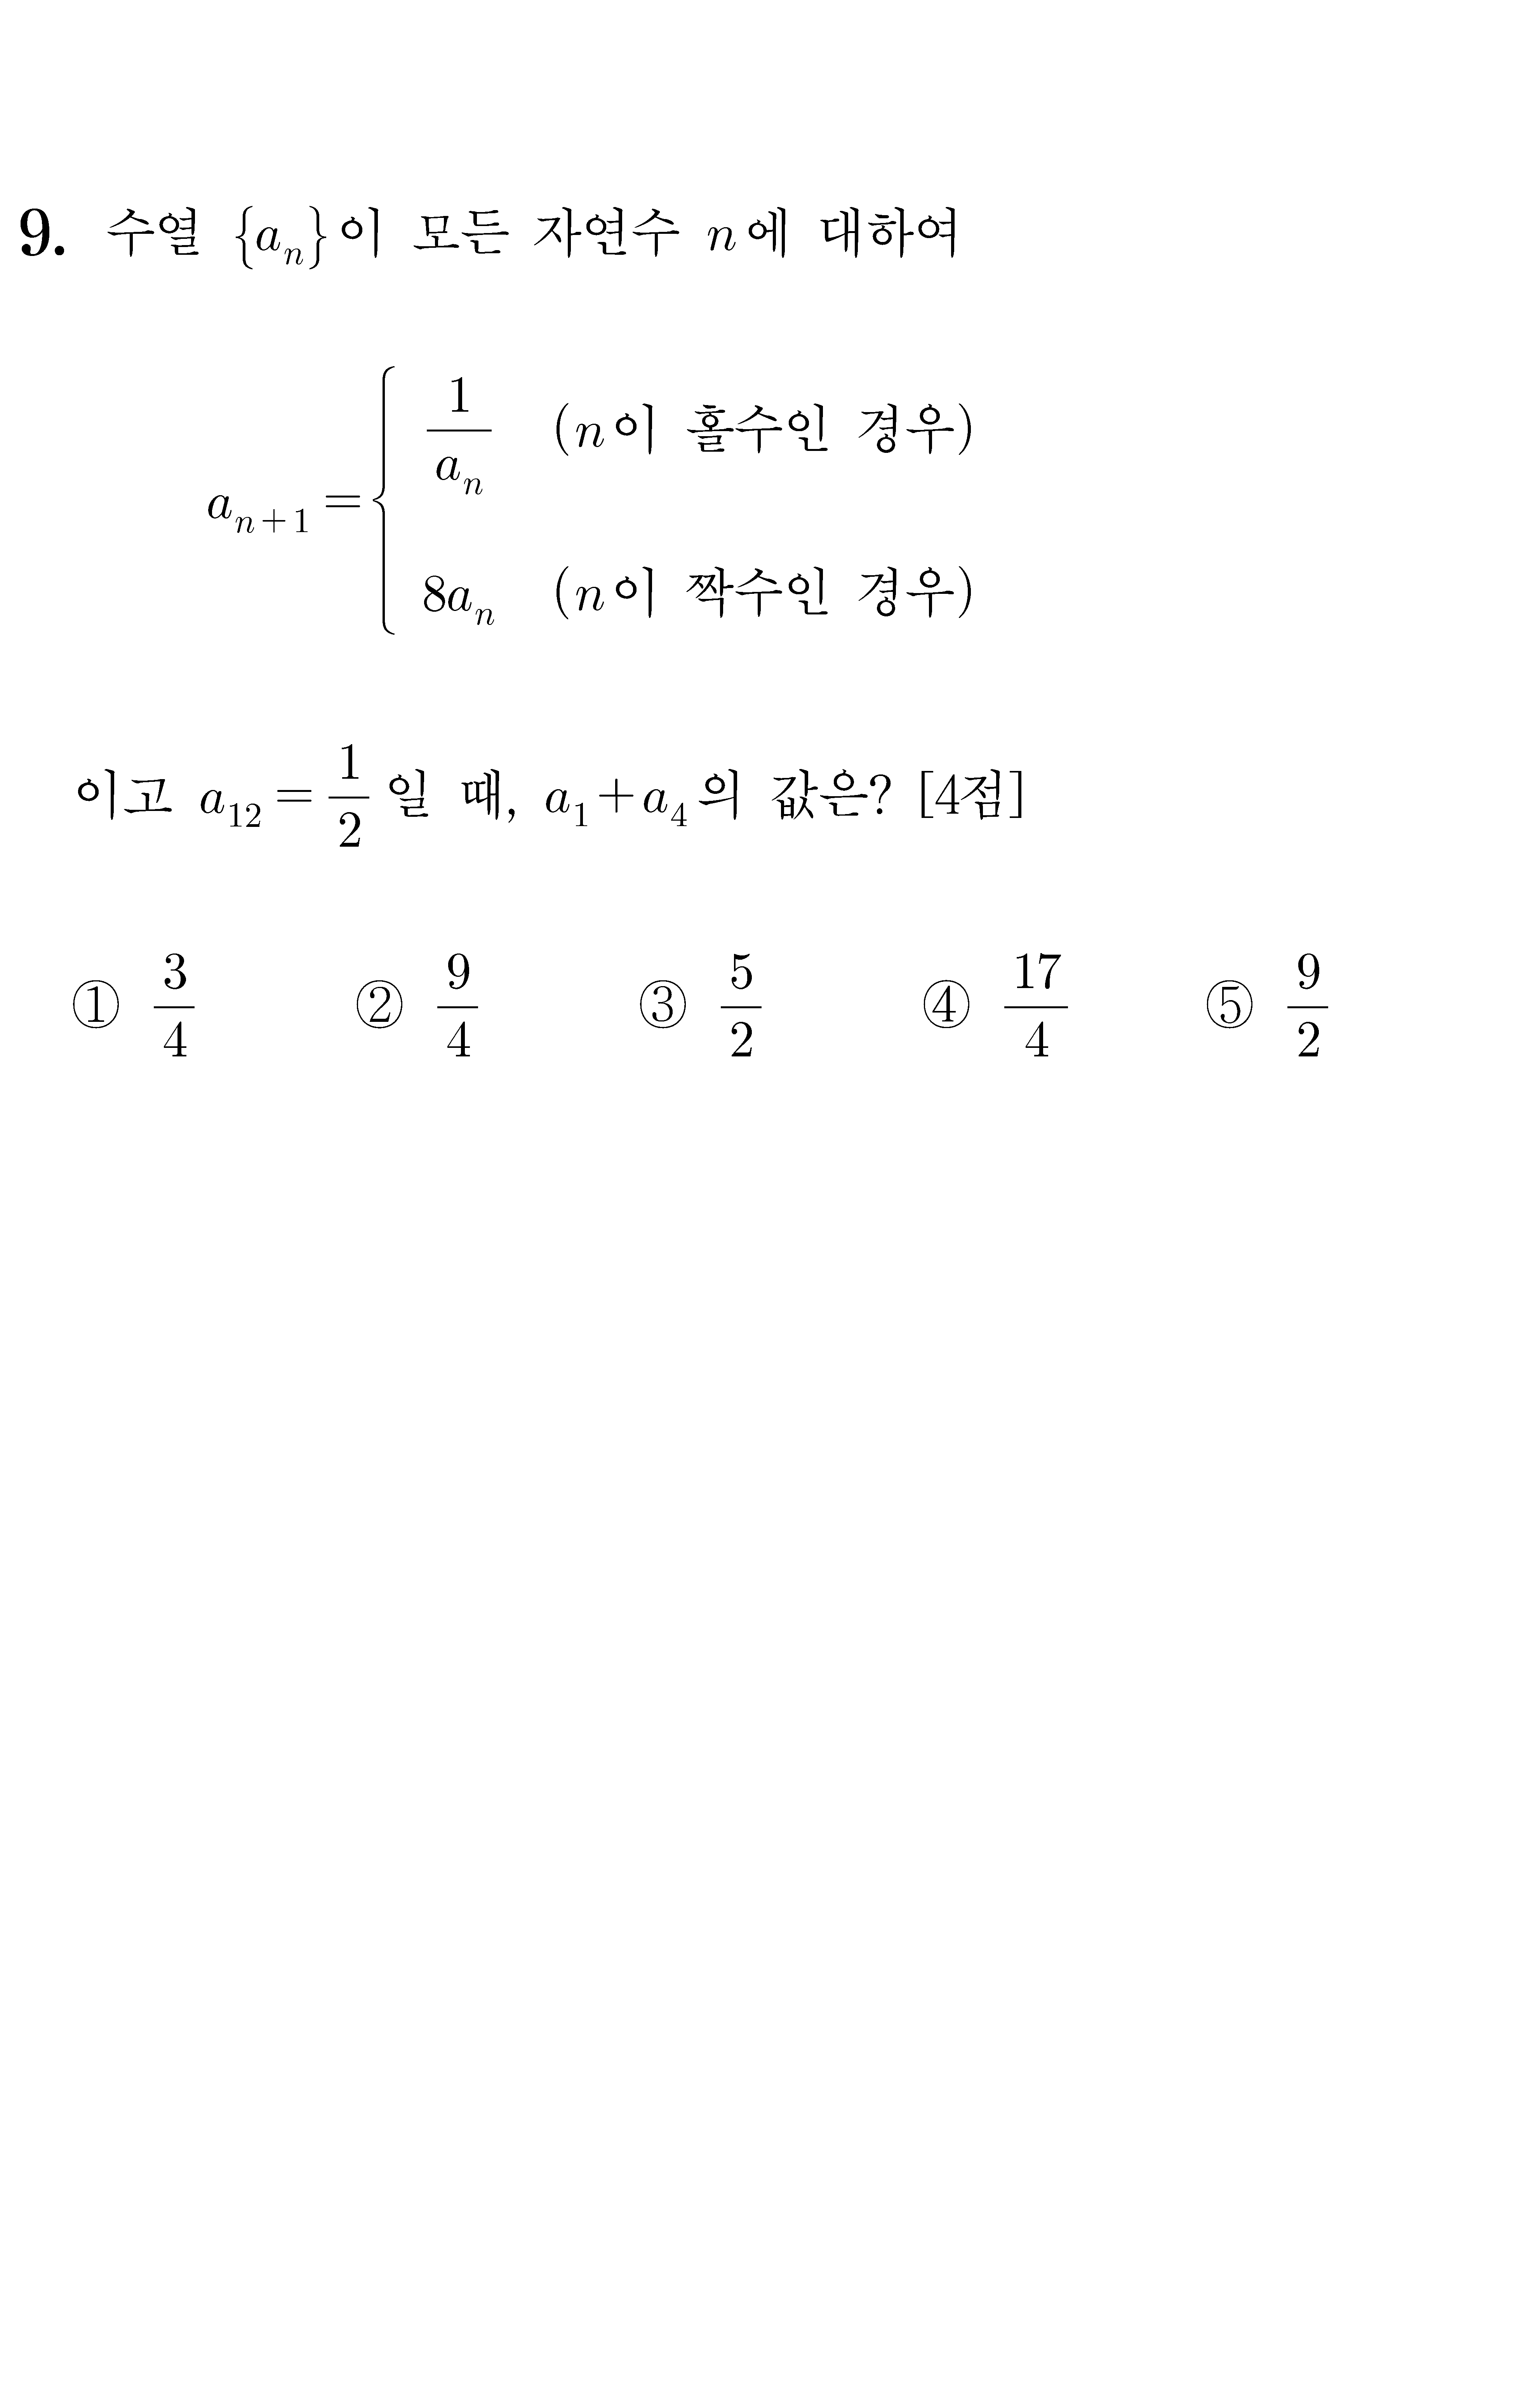 9. 수열 {aₙ}이 모든 자연수 n에 대하여
aₙ₊₁ = { 1/aₙ (n이 홀수인 경우)
8aₙ (n이 짝수인 경우)
이고 a₁₂ = 1/2 일 때, a₁+a₄의 값은? [4점]
① 3/4 ② 9/4 ③ 5/2 ④ 17/4 ⑤ 9/2